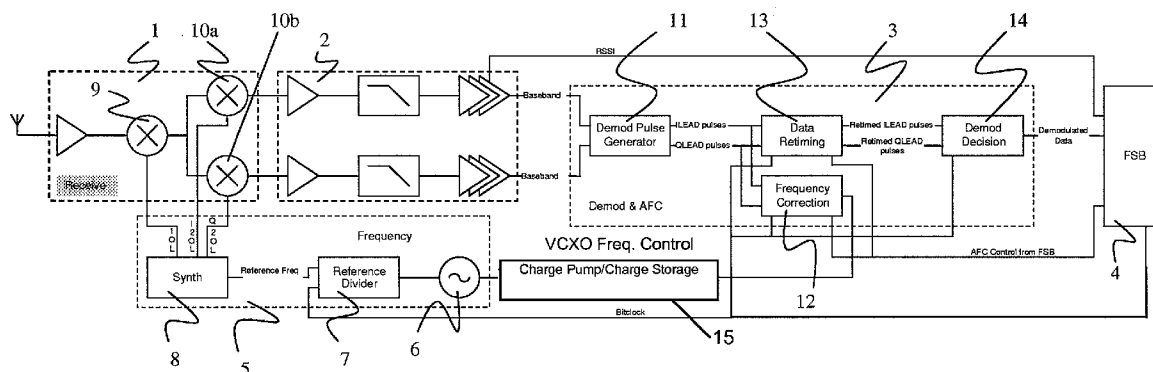 10a
10b
1
2
11
13
14
3
9
RSSI
Baseband
Demod Pulse
Generator
ILEAD pulses
QLEAD pulses
Data
Retiming
Retimed ILEAD pulses
Retimed QLEAD
pulses
Demod
Decision
Demodulated
Data
FSB
Receive
Baseband
Demod & AFC
Frequency
Correction
LO1
LO2I
LO2Q
Frequency
VCXO Freq. Control
AFC Control from FSB
4
Synth
Reference Freq
Reference
Divider
Charge Pump/Charge Storage
12
Bitclock
15
8
5
7
6